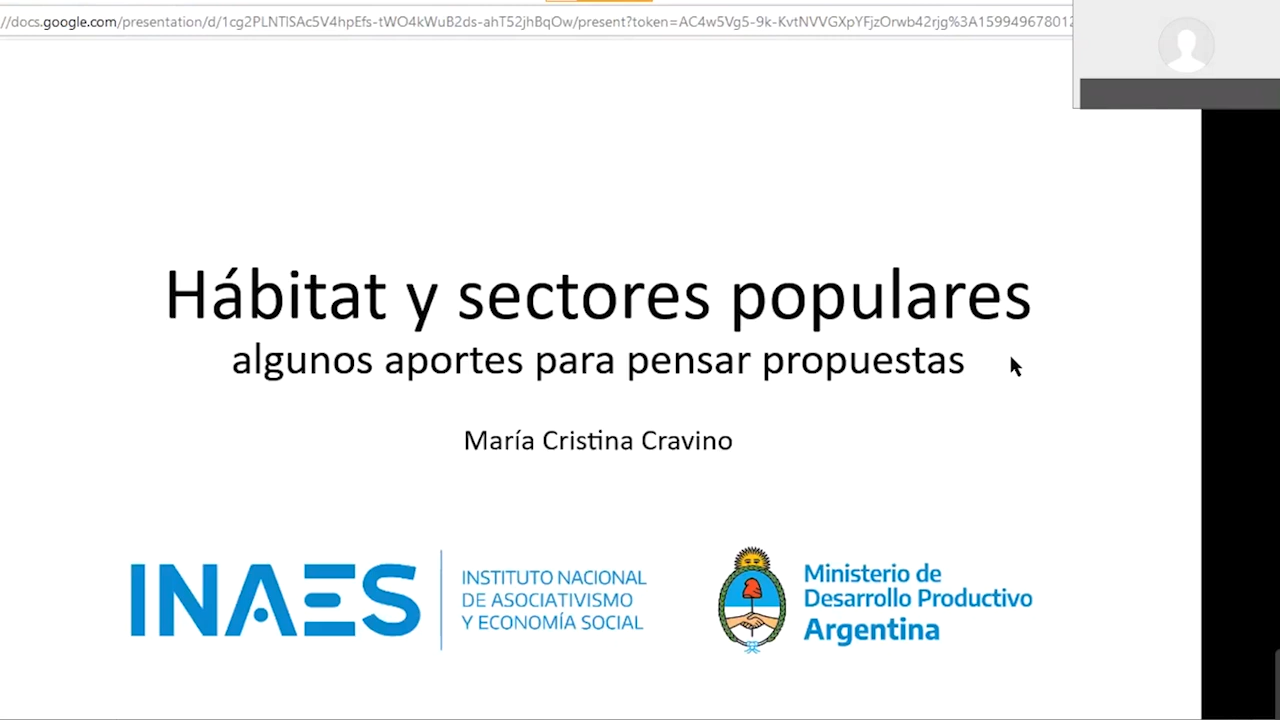 //docs.google.com/presentation/d/1cg2PLNTlSAc5V4hpEfs-tWO4kWuB2ds-ahT52jhBqOw/present?token=AC4w5Vg5-9k-KvtNVVGXpYFjzOrwb42rjg%3A159949678012
Hábitat y sectores populares
algunos aportes para pensar propuestas
María Cristina Cravino
INAES
INSTITUTO NACIONAL
DE ASOCIATIVISMO
Y ECONOMÍA SOCIAL
Ministerio de
Desarrollo Productivo
Argentina